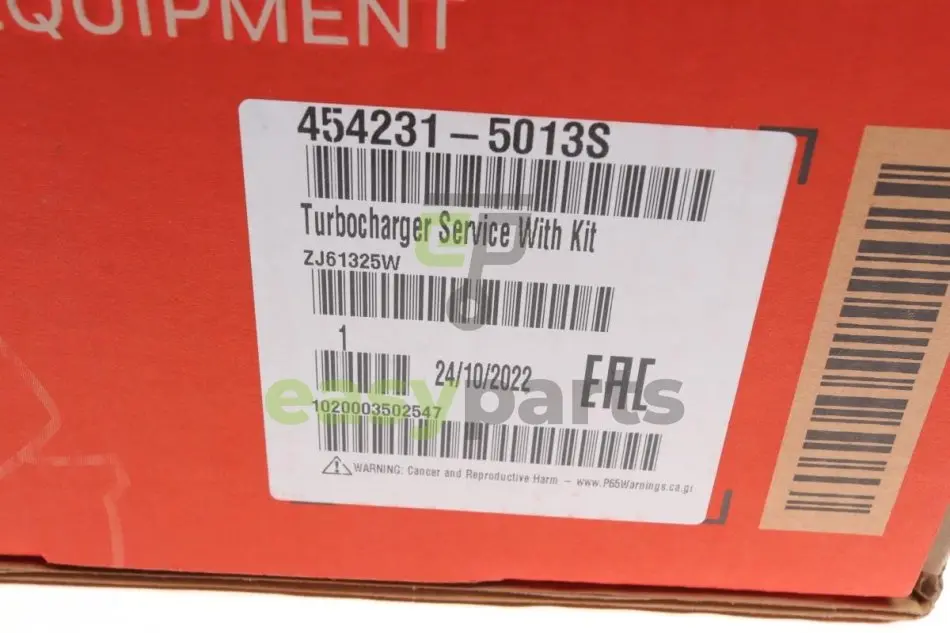 EQUIPMENT
454231-5013S
Turbocharger Service With Kit
ZJ61325W
1
24/10/2022 EAC
easyparts
1020003502547
WARNING: Cancer and Reproductive Harm - www.P65Warnings.ca.gov